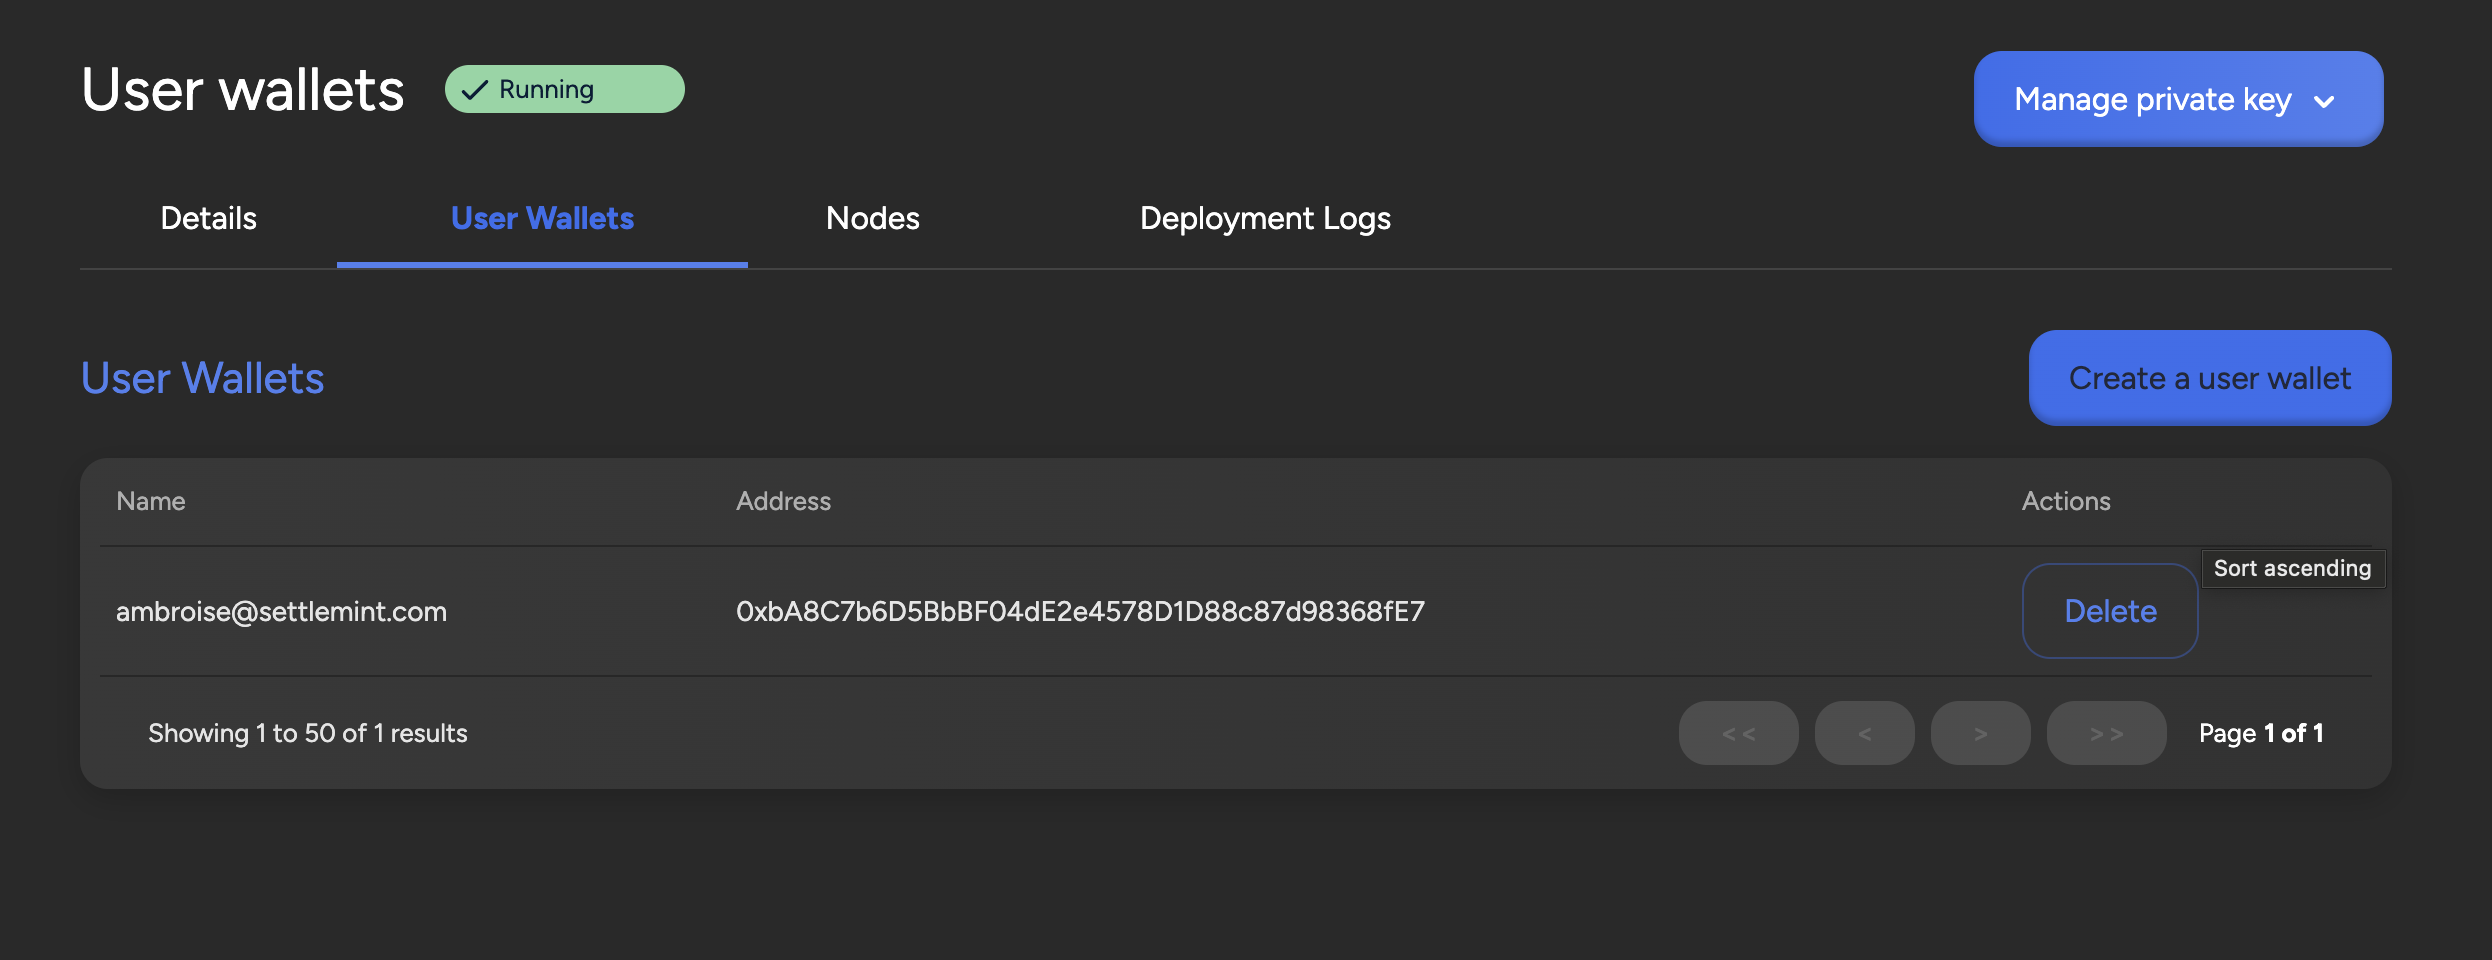 User wallets
Running
Manage private key
Details
User Wallets
Nodes
Deployment Logs
User Wallets
Create a user wallet
Name
Address
Actions
Sort ascending
ambroise@settlemint.com
0xbA8C7b6D5BbBF04dE2e4578D1D88c87d98368fE7
Delete
Showing 1 to 50 of 1 results
<<
<
>
>>
Page 1 of 1